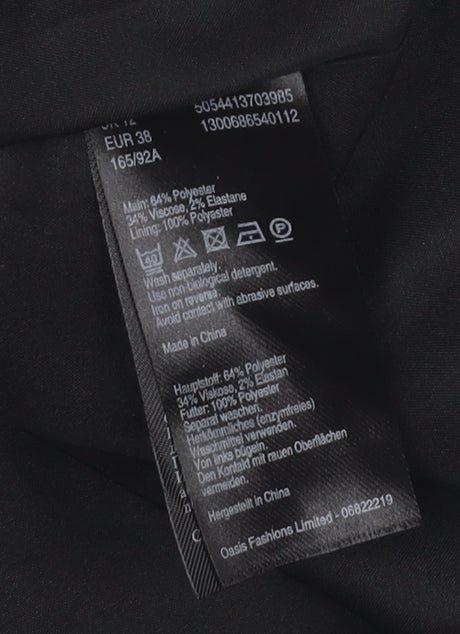 UK 12
5054413703985
EUR 38
1300686540112
165/92A
Main: 64% Polyester
34% Viscose, 2% Elastane
Lining: 100% Polyester
40
P
Wash separately.
Use non-biological detergent.
Iron on reverse.
Avoid contact with abrasive surfaces.
Made in China
Hauptstoff: 64% Polyester
34% Viskose, 2% Elastan
Futter: 100% Polyester
Separat waschen.
Herkömmliches (enzymfreies)
Waschmittel verwenden.
Von links bügeln.
Den Kontakt mit rauen Oberflächen
vermeiden.
Hergestellt in China
Oasis Fashions Limited - 06822219